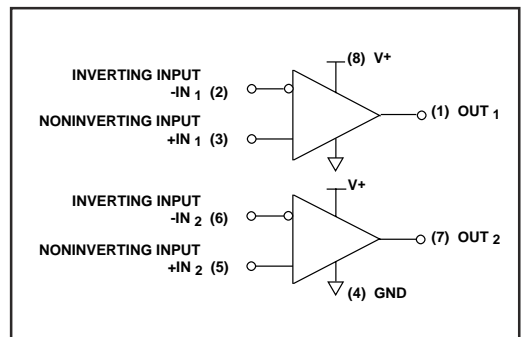 (8) V+
INVERTING INPUT
-IN 1 (2)
(1) OUT 1
NONINVERTING INPUT
+IN 1 (3)
V+
INVERTING INPUT
-IN 2 (6)
(7) OUT 2
NONINVERTING INPUT
+IN 2 (5)
(4) GND